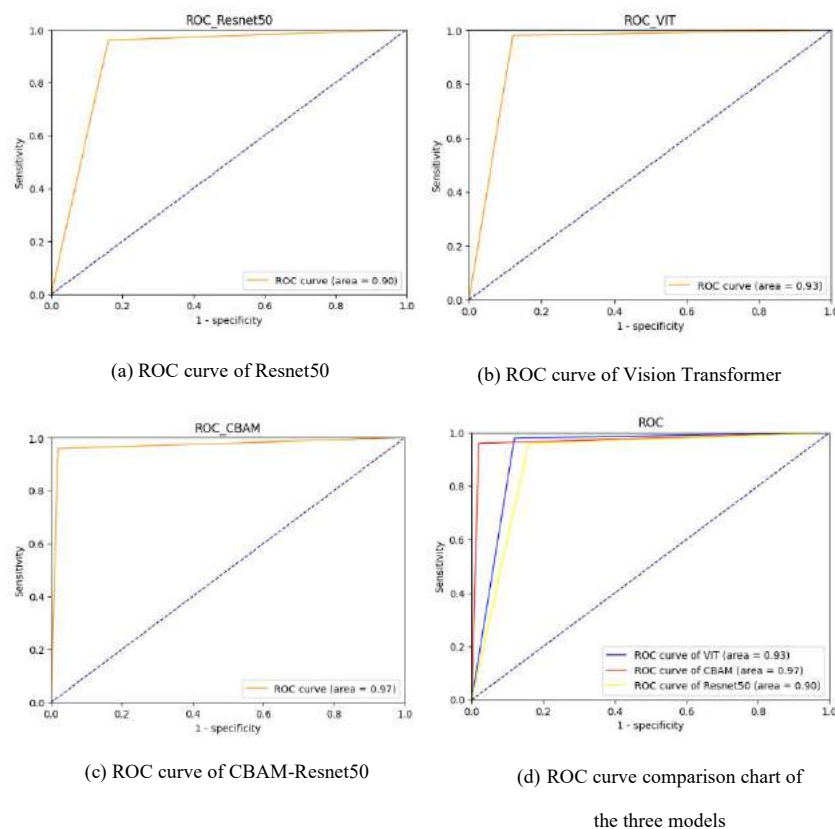 ROC_Resnet50
1.0
0.8
0.6
0.4
0.2
0.0
Sensitivity
ROC curve (area = 0.90)
0.0 0.2 0.4 0.6 0.8 1.0
1 - specificity
(a) ROC curve of Resnet50
ROC_VIT
1.0
0.8
0.6
0.4
0.2
0.0
Sensitivity
ROC curve (area = 0.93)
0.0 0.2 0.4 0.6 0.8 1.0
1 - specificity
(b) ROC curve of Vision Transformer
ROC_CBAM
1.0
0.8
0.6
0.4
0.2
0.0
Sensitivity
ROC curve (area = 0.97)
0.0 0.2 0.4 0.6 0.8 1.0
1 - specificity
(c) ROC curve of CBAM-Resnet50
ROC
1.0
0.8
0.6
0.4
0.2
0.0
Sensitivity
ROC curve of VIT (area = 0.93)
ROC curve of CBAM (area = 0.97)
ROC curve of Resnet50 (area = 0.90)
0.0 0.2 0.4 0.6 0.8 1.0
1 - specificity
(d) ROC curve comparison chart of
the three models